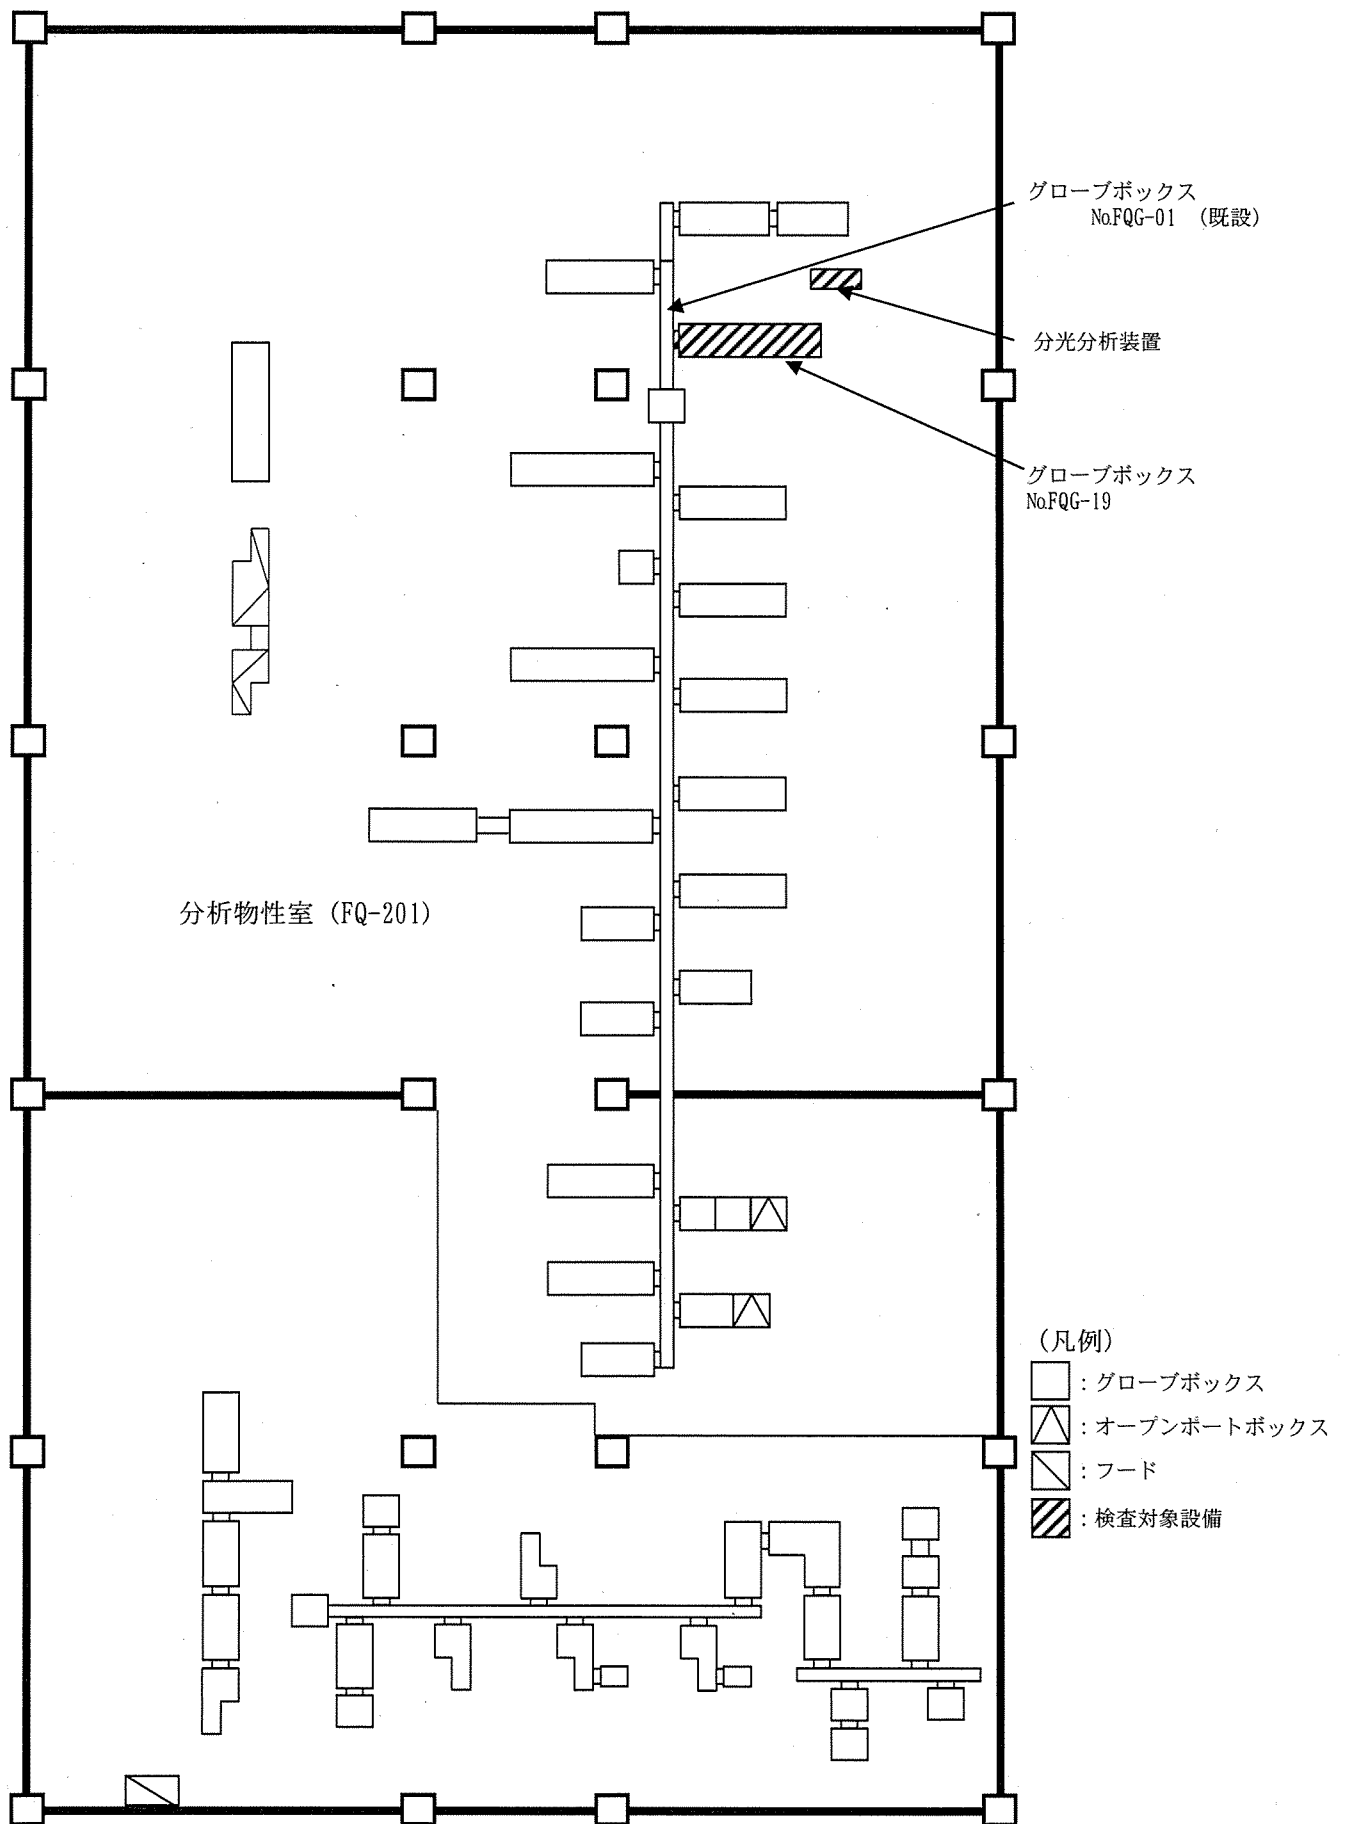 グローブボックス
No.FQG-01 (既設)
分光分析装置
グローブボックス
No.FQG-19
分析物性室 (FQ-201)
(凡例)
:グローブボックス
:オープンポートボックス
:フード
:検査対象設備